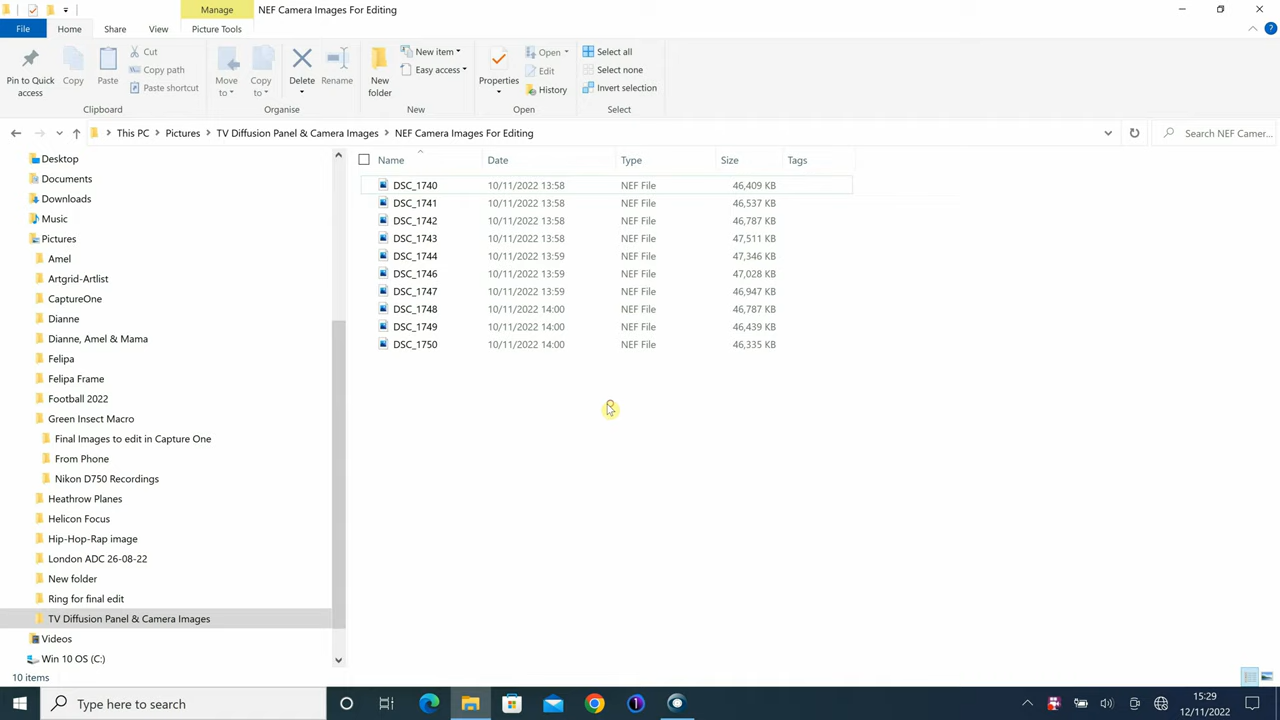 Manage
NEF Camera Images For Editing
File
Home
Share
View
Picture Tools
Pin to Quick access
Copy
Paste
Cut
Copy path
Paste shortcut
Clipboard
Move to
Copy to
Delete
Rename
Organise
New folder
New item
Easy access
New
Properties
Open
Edit
History
Open
Select all
Select none
Invert selection
Select
This PC
Pictures
TV Diffusion Panel & Camera Images
NEF Camera Images For Editing
Search NEF Camer...
Name
Date
Type
Size
Tags
DSC_1740 10/11/2022 13:58 NEF File 46,409 KB
DSC_1741 10/11/2022 13:58 NEF File 46,537 KB
DSC_1742 10/11/2022 13:58 NEF File 46,787 KB
DSC_1743 10/11/2022 13:58 NEF File 47,511 KB
DSC_1744 10/11/2022 13:59 NEF File 47,346 KB
DSC_1746 10/11/2022 13:59 NEF File 47,028 KB
DSC_1747 10/11/2022 13:59 NEF File 46,947 KB
DSC_1748 10/11/2022 14:00 NEF File 46,787 KB
DSC_1749 10/11/2022 14:00 NEF File 46,439 KB
DSC_1750 10/11/2022 14:00 NEF File 46,335 KB
Desktop
Documents
Downloads
Music
Pictures
Amel
Artgrid-Artlist
CaptureOne
Dianne
Dianne, Amel & Mama
Felipa
Felipa Frame
Football 2022
Green Insect Macro
Final Images to edit in Capture One
From Phone
Nikon D750 Recordings
Heathrow Planes
Helicon Focus
Hip-Hop-Rap image
London ADC 26-08-22
New folder
Ring for final edit
TV Diffusion Panel & Camera Images
Videos
Win 10 OS (C:)
10 items
Type here to search
15:29
12/11/2022